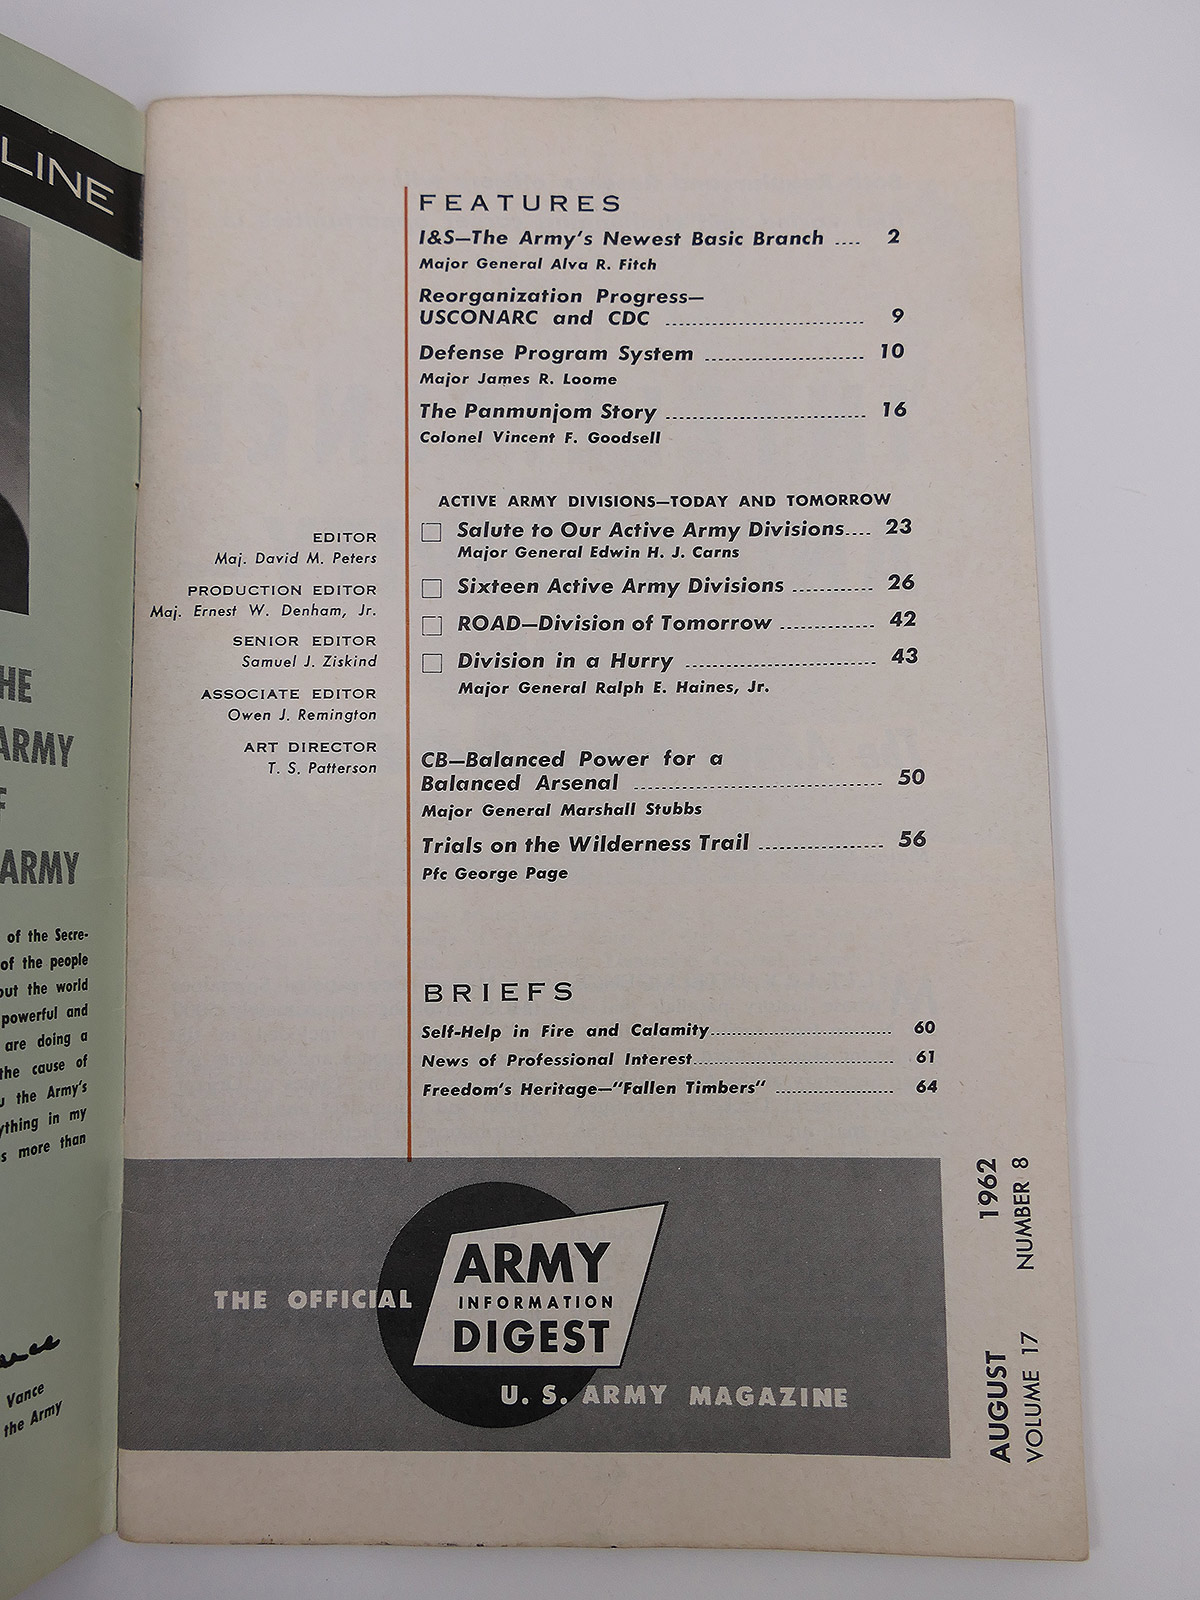 LINE
HE
ARMY
ARMY
of the Secre-
of the people
out the world
powerful and
are doing a
the cause of
the Army's
ything in my
s more than
Vance
the Army
FEATURES
I&S—The Army's Newest Basic Branch .... 2
Major General Alva R. Fitch
Reorganization Progress—
USCONARC and CDC ........ 9
Defense Program System ........ 10
Major James R. Loome
The Panmunjom Story ........ 16
Colonel Vincent F. Goodsell
ACTIVE ARMY DIVISIONS—TODAY AND TOMORROW
Salute to Our Active Army Divisions.... 23
Major General Edwin H. J. Carns
Sixteen Active Army Divisions ........ 26
ROAD—Division of Tomorrow ........ 42
Division in a Hurry ........ 43
Major General Ralph E. Haines, Jr.
CB—Balanced Power for a
Balanced Arsenal ........ 50
Major General Marshall Stubbs
Trials on the Wilderness Trail ........ 56
Pfc George Page
EDITOR
Maj. David M. Peters
PRODUCTION EDITOR
Maj. Ernest W. Denham, Jr.
SENIOR EDITOR
Samuel J. Ziskind
ASSOCIATE EDITOR
Owen J. Remington
ART DIRECTOR
T. S. Patterson
BRIEFS
Self-Help in Fire and Calamity........ 60
News of Professional Interest........ 61
Freedom's Heritage—"Fallen Timbers" ........ 64
THE OFFICIAL
ARMY
INFORMATION
DIGEST
U. S. ARMY MAGAZINE
AUGUST 1962
VOLUME 17 NUMBER 8